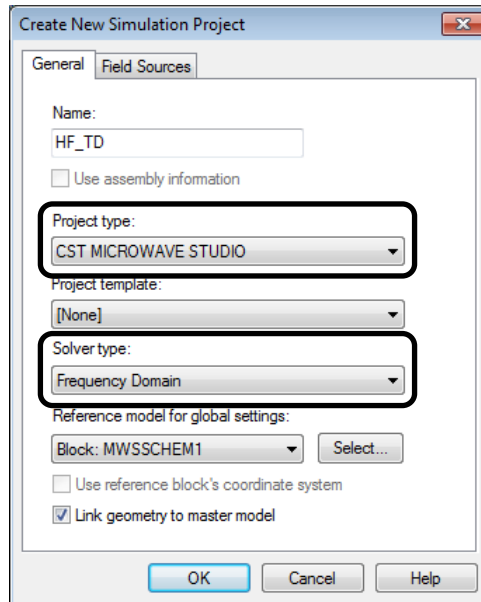 Create New Simulation Project
General Field Sources
Name:
HF_TD
Use assembly information
Project type:
CST MICROWAVE STUDIO
Project template:
[None]
Solver type:
Frequency Domain
Reference model for global settings:
Block: MWSSCHEM1 Select...
Use reference block's coordinate system
Link geometry to master model
OK Cancel Help